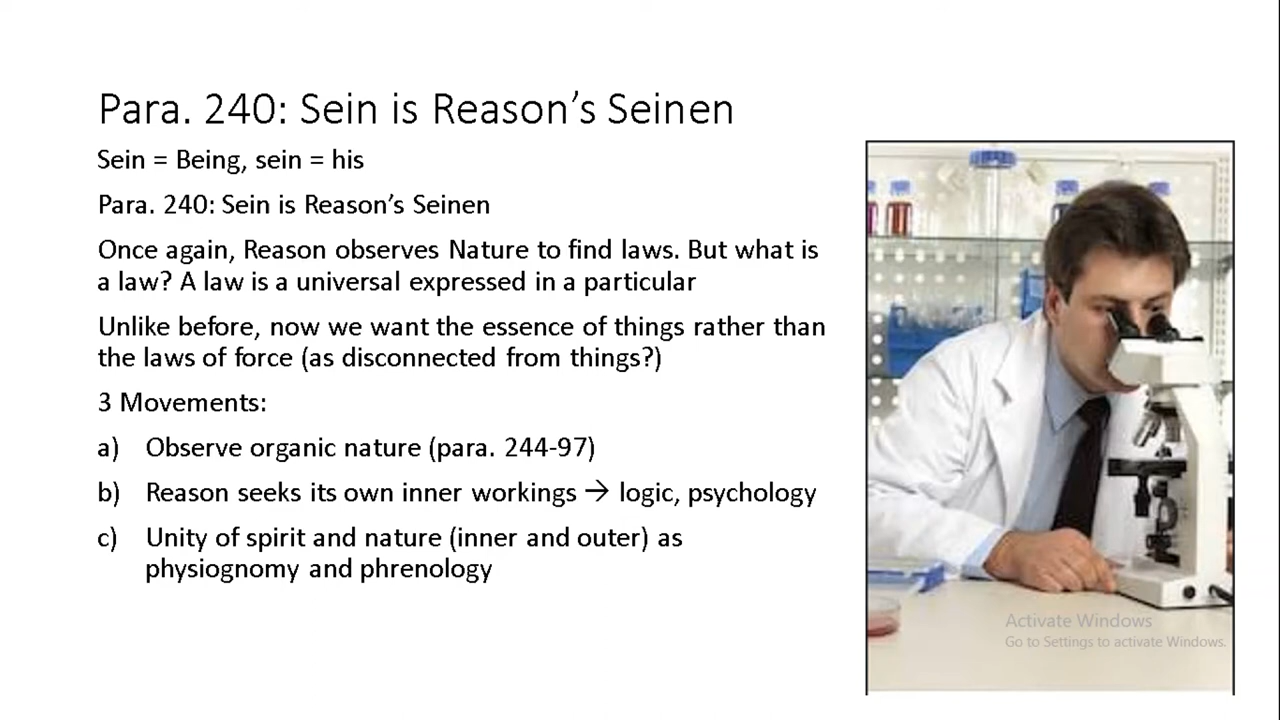 Para. 240: Sein is Reason's Seinen
Sein = Being, sein = his
Para. 240: Sein is Reason's Seinen
Once again, Reason observes Nature to find laws. But what is
a law? A law is a universal expressed in a particular
Unlike before, now we want the essence of things rather than
the laws of force (as disconnected from things?)
3 Movements:
a) Observe organic nature (para. 244-97)
b) Reason seeks its own inner workings → logic, psychology
c) Unity of spirit and nature (inner and outer) as
physiognomy and phrenology
Activate Windows
Go to Settings to activate Windows.